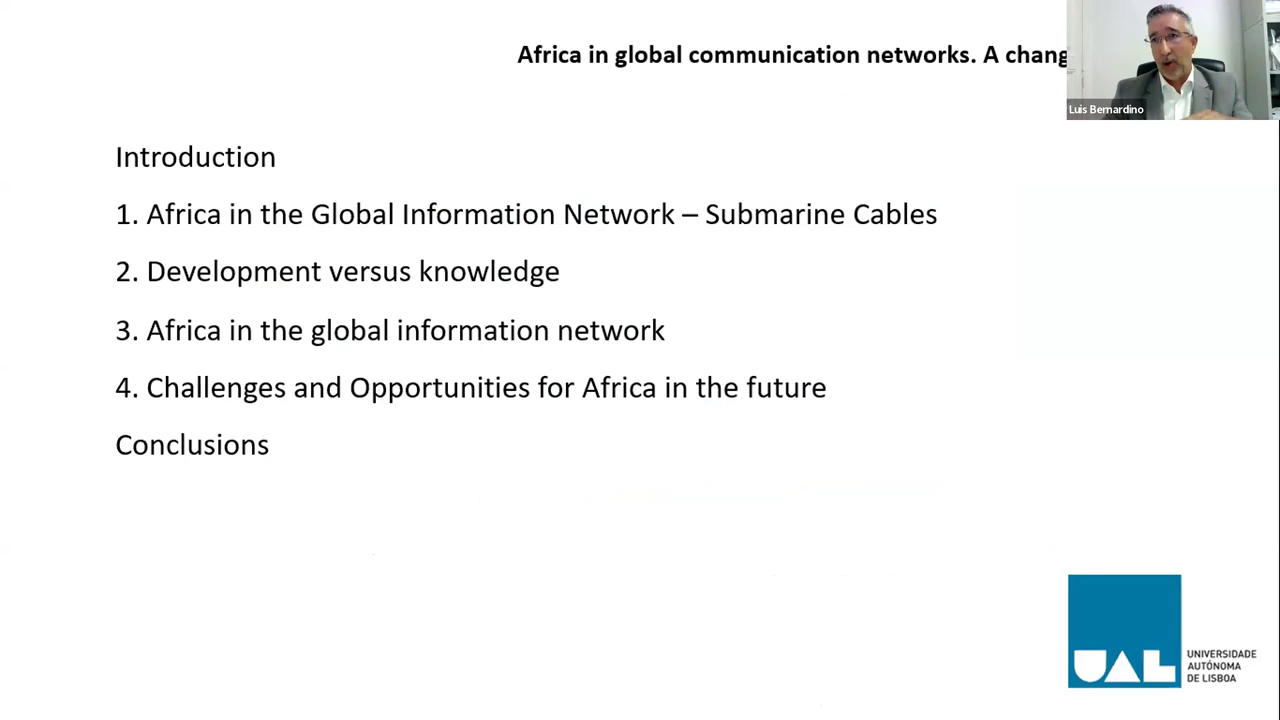 Africa in global communication networks. A chang
Luis Bernardino
Introduction
1. Africa in the Global Information Network – Submarine Cables
2. Development versus knowledge
3. Africa in the global information network
4. Challenges and Opportunities for Africa in the future
Conclusions
UAL
UNIVERSIDADE
AUTÓNOMA
DE LISBOA